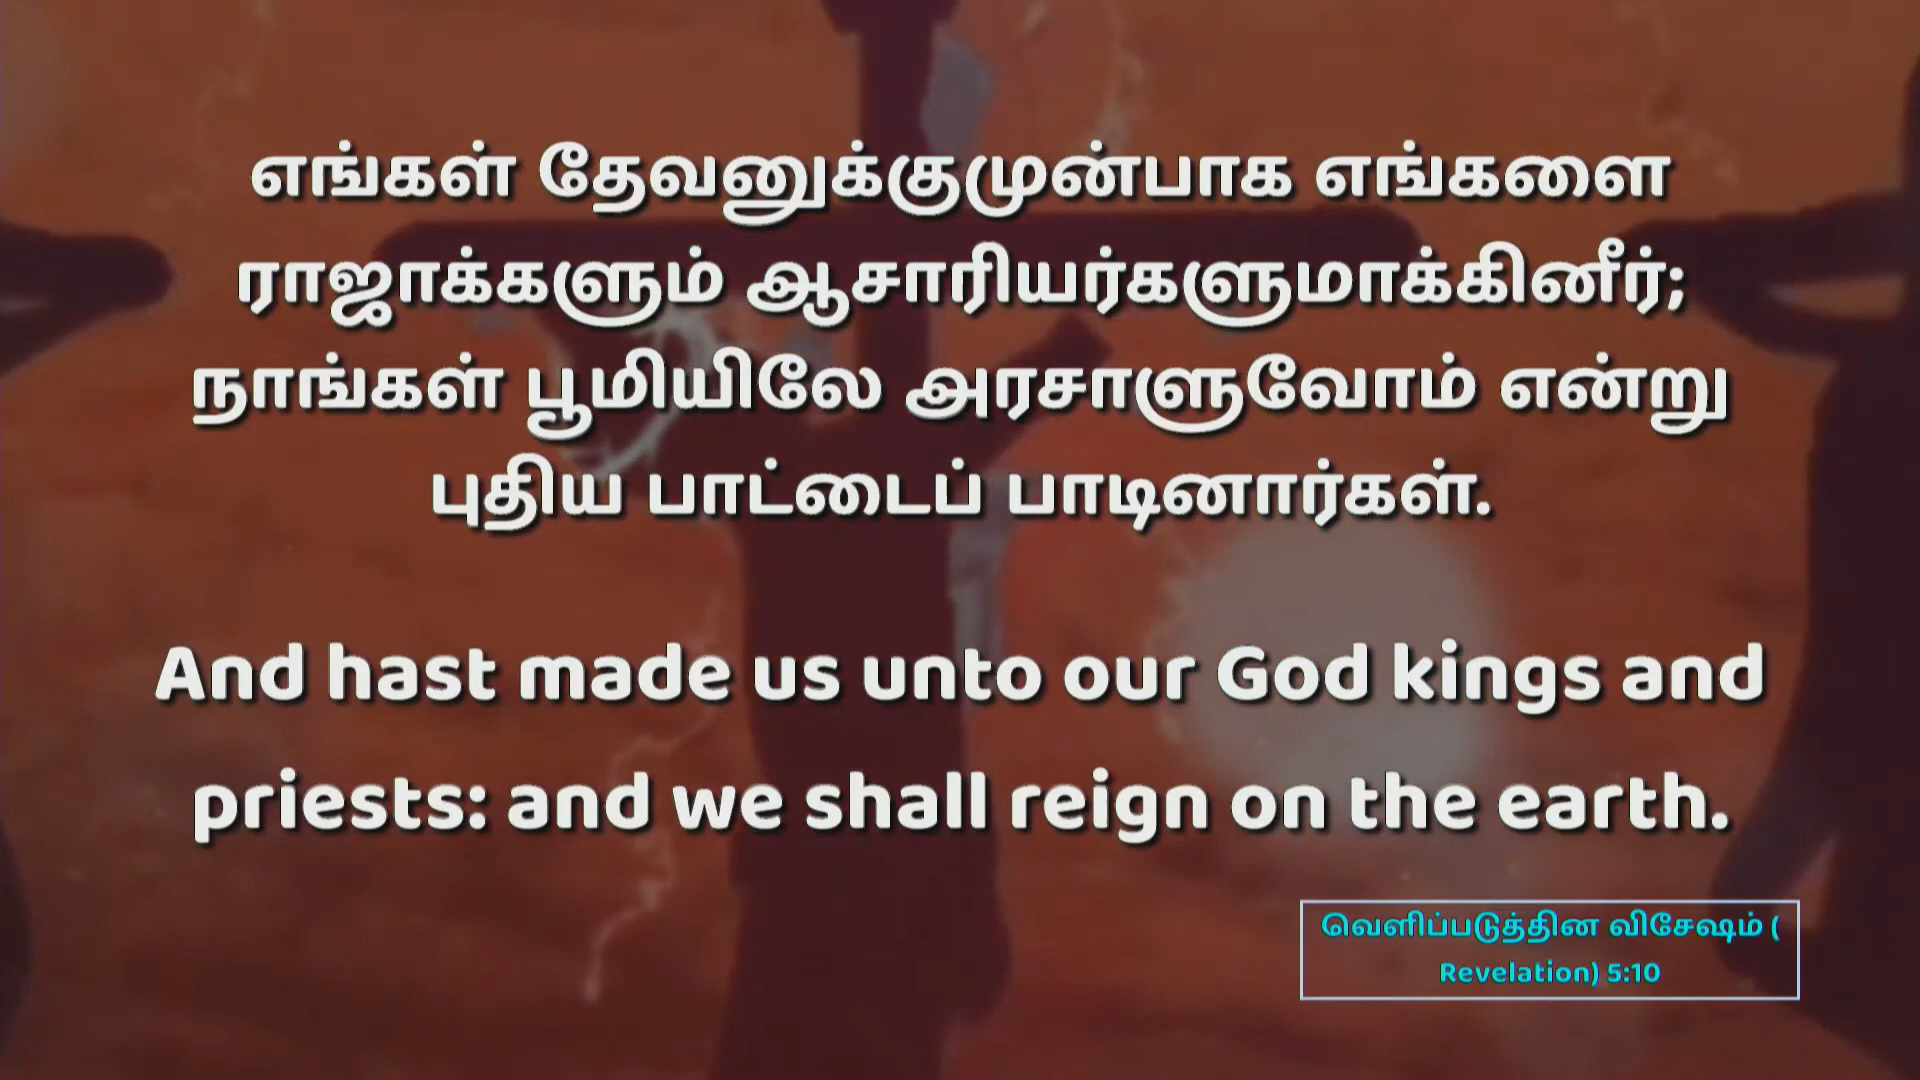 எங்கள் தேவனுக்குமுன்பாக எங்களை
ராஜாக்களும் ஆசாரியர்களுமாக்கினீர்;
நாங்கள் பூமியிலே அரசாளுவோம் என்று
புதிய பாட்டைப் பாடினார்கள்.
And hast made us unto our God kings and
priests: and we shall reign on the earth.
வெளிப்படுத்தின விசேஷம் (
Revelation) 5:10